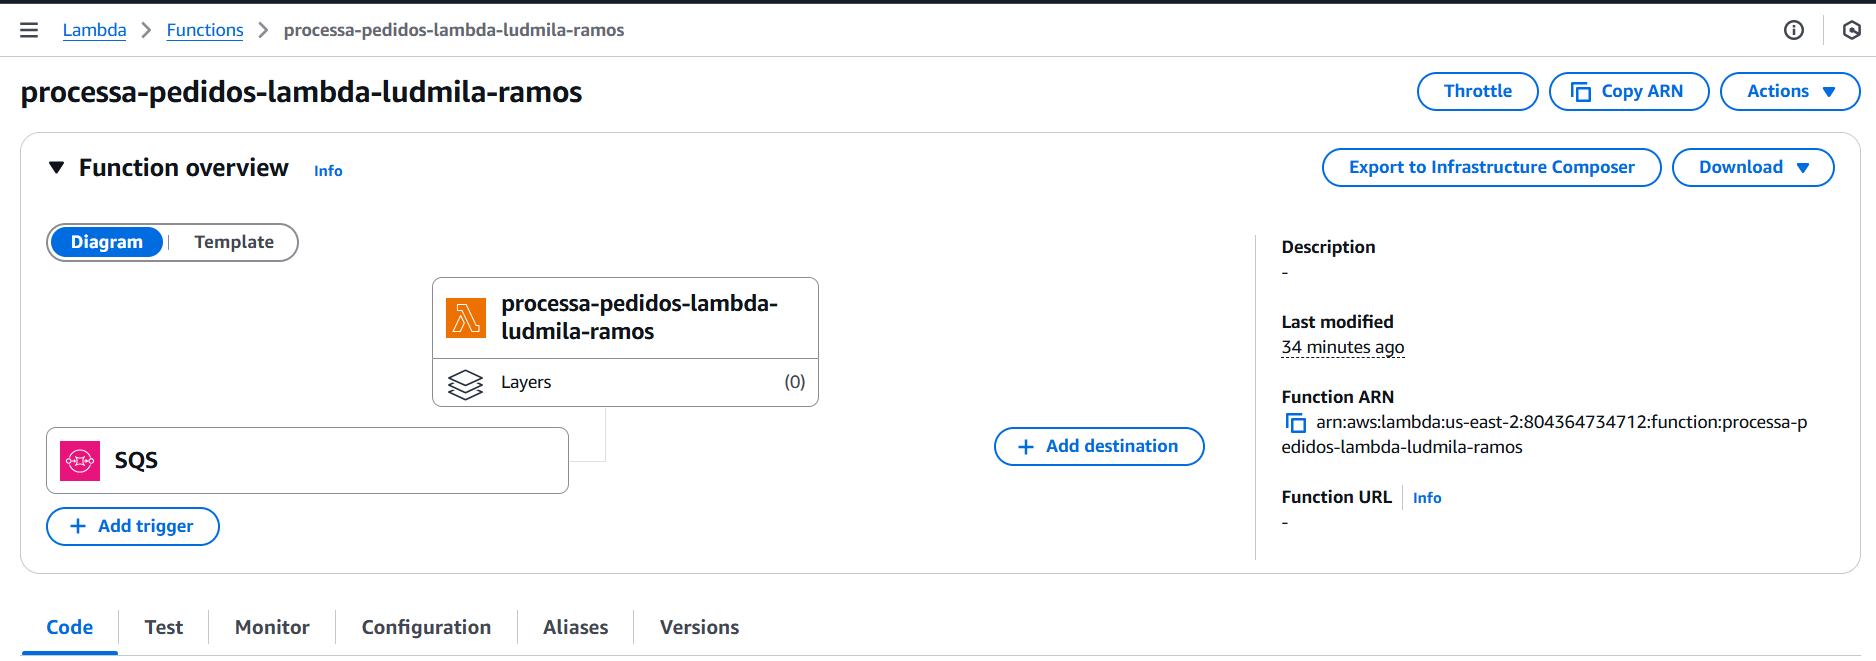 Lambda
Functions
processa-pedidos-lambda-ludmila-ramos
processa-pedidos-lambda-ludmila-ramos
Throttle
Copy ARN
Actions
Function overview
Info
Export to Infrastructure Composer
Download
Diagram
Template
processa-pedidos-lambda-
ludmila-ramos
Layers
(0)
SQS
Add trigger
Add destination
Description
-
Last modified
34 minutes ago
Function ARN
arn:aws:lambda:us-east-2:804364734712:function:processa-p
edidos-lambda-ludmila-ramos
Function URL
Info
-
Code
Test
Monitor
Configuration
Aliases
Versions